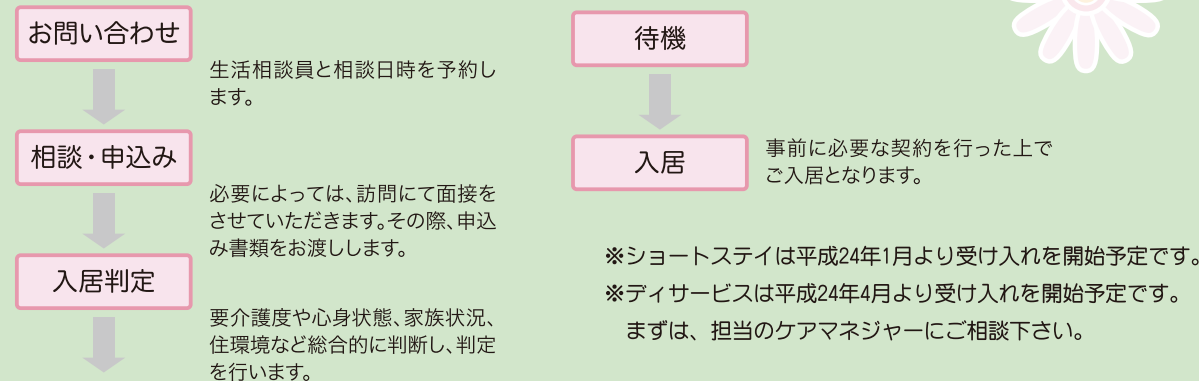 お問い合わせ
生活相談員と相談日時を予約し
ます。
相談・申込み
必要によっては、訪問にて面接を
させていただきます。その際、申込
み書類をお渡しします。
入居判定
要介護度や心身状態、家族状況、
住環境など総合的に判断し、判定
を行います。
待機
入居
事前に必要な契約を行った上で
ご入居となります。
※ショートステイは平成24年1月より受け入れを開始予定です。
※デイサービスは平成24年4月より受け入れを開始予定です。
まずは、担当のケアマネジャーにご相談下さい。